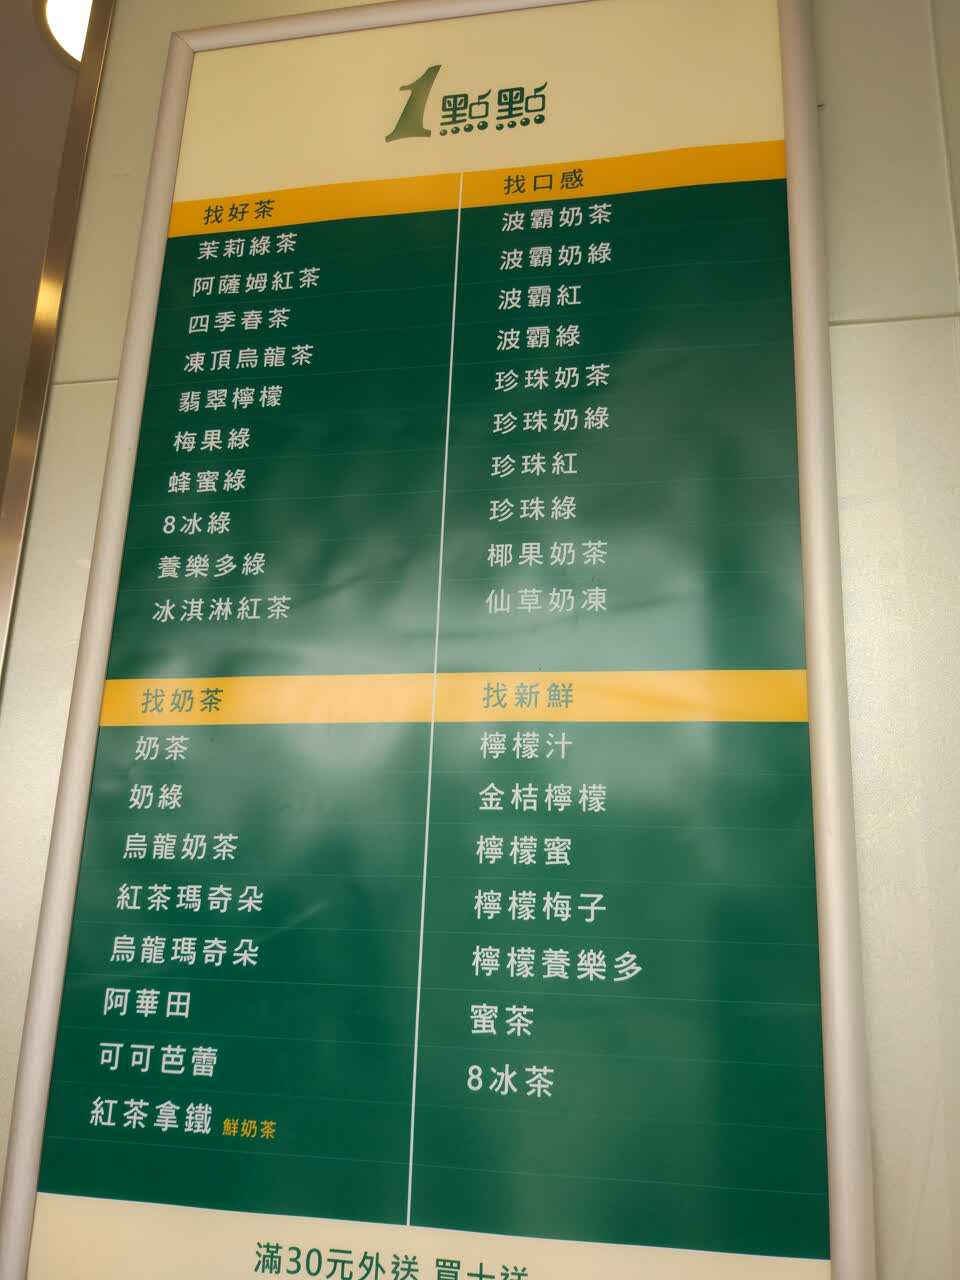 1點點
找好茶
茉莉綠茶
阿薩姆紅茶
四季春茶
凍頂烏龍茶
翡翠檸檬
梅果綠
蜂蜜綠
8冰綠
養樂多綠
冰淇淋紅茶
找口感
波霸奶茶
波霸奶綠
波霸紅
波霸綠
珍珠奶茶
珍珠奶綠
珍珠紅
珍珠綠
椰果奶茶
仙草奶凍
找奶茶
奶茶
奶綠
烏龍奶茶
紅茶瑪奇朵
烏龍瑪奇朵
阿華田
可可芭蕾
紅茶拿鐵 鮮奶茶
找新鮮
檸檬汁
金桔檸檬
檸檬蜜
檸檬梅子
檸檬養樂多
蜜茶
8冰茶
滿30元外送 買十送